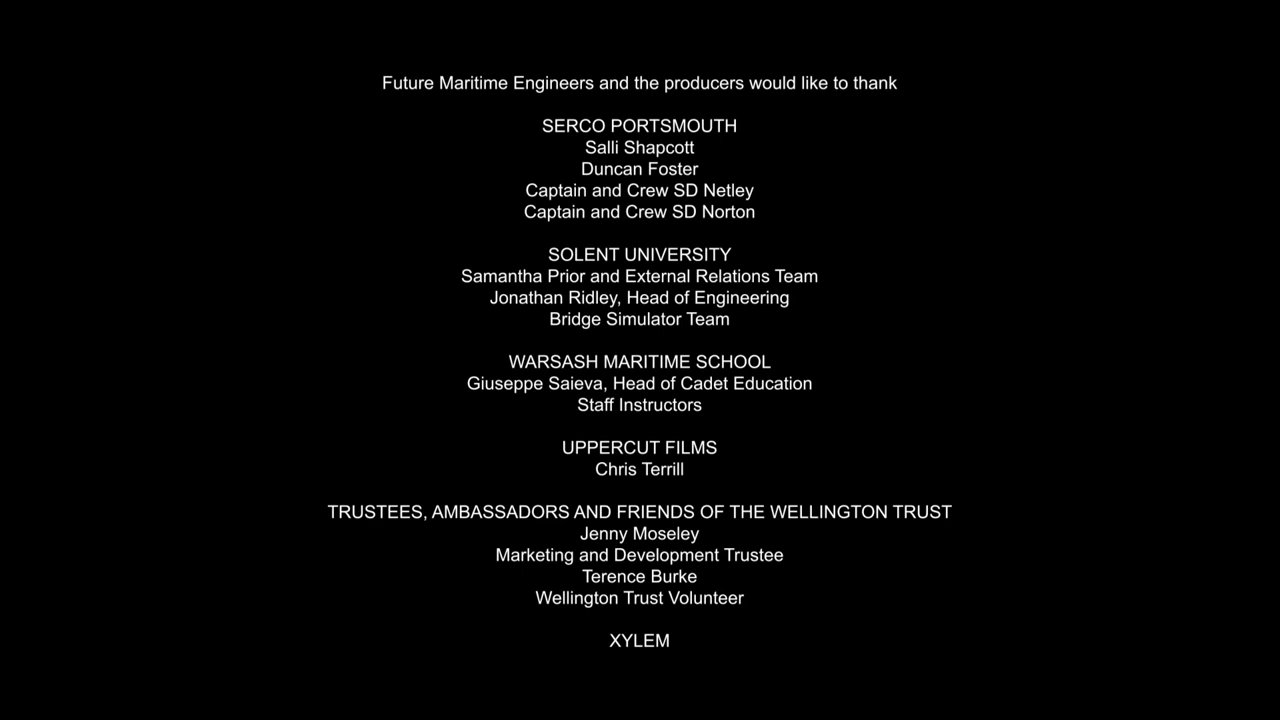 Future Maritime Engineers and the producers would like to thank
SERCO PORTSMOUTH
Salli Shapcott
Duncan Foster
Captain and Crew SD Netley
Captain and Crew SD Norton
SOLENT UNIVERSITY
Samantha Prior and External Relations Team
Jonathan Ridley, Head of Engineering
Bridge Simulator Team
WARSASH MARITIME SCHOOL
Giuseppe Saieva, Head of Cadet Education
Staff Instructors
UPPERCUT FILMS
Chris Terrill
TRUSTEES, AMBASSADORS AND FRIENDS OF THE WELLINGTON TRUST
Jenny Moseley
Marketing and Development Trustee
Terence Burke
Wellington Trust Volunteer
XYLEM